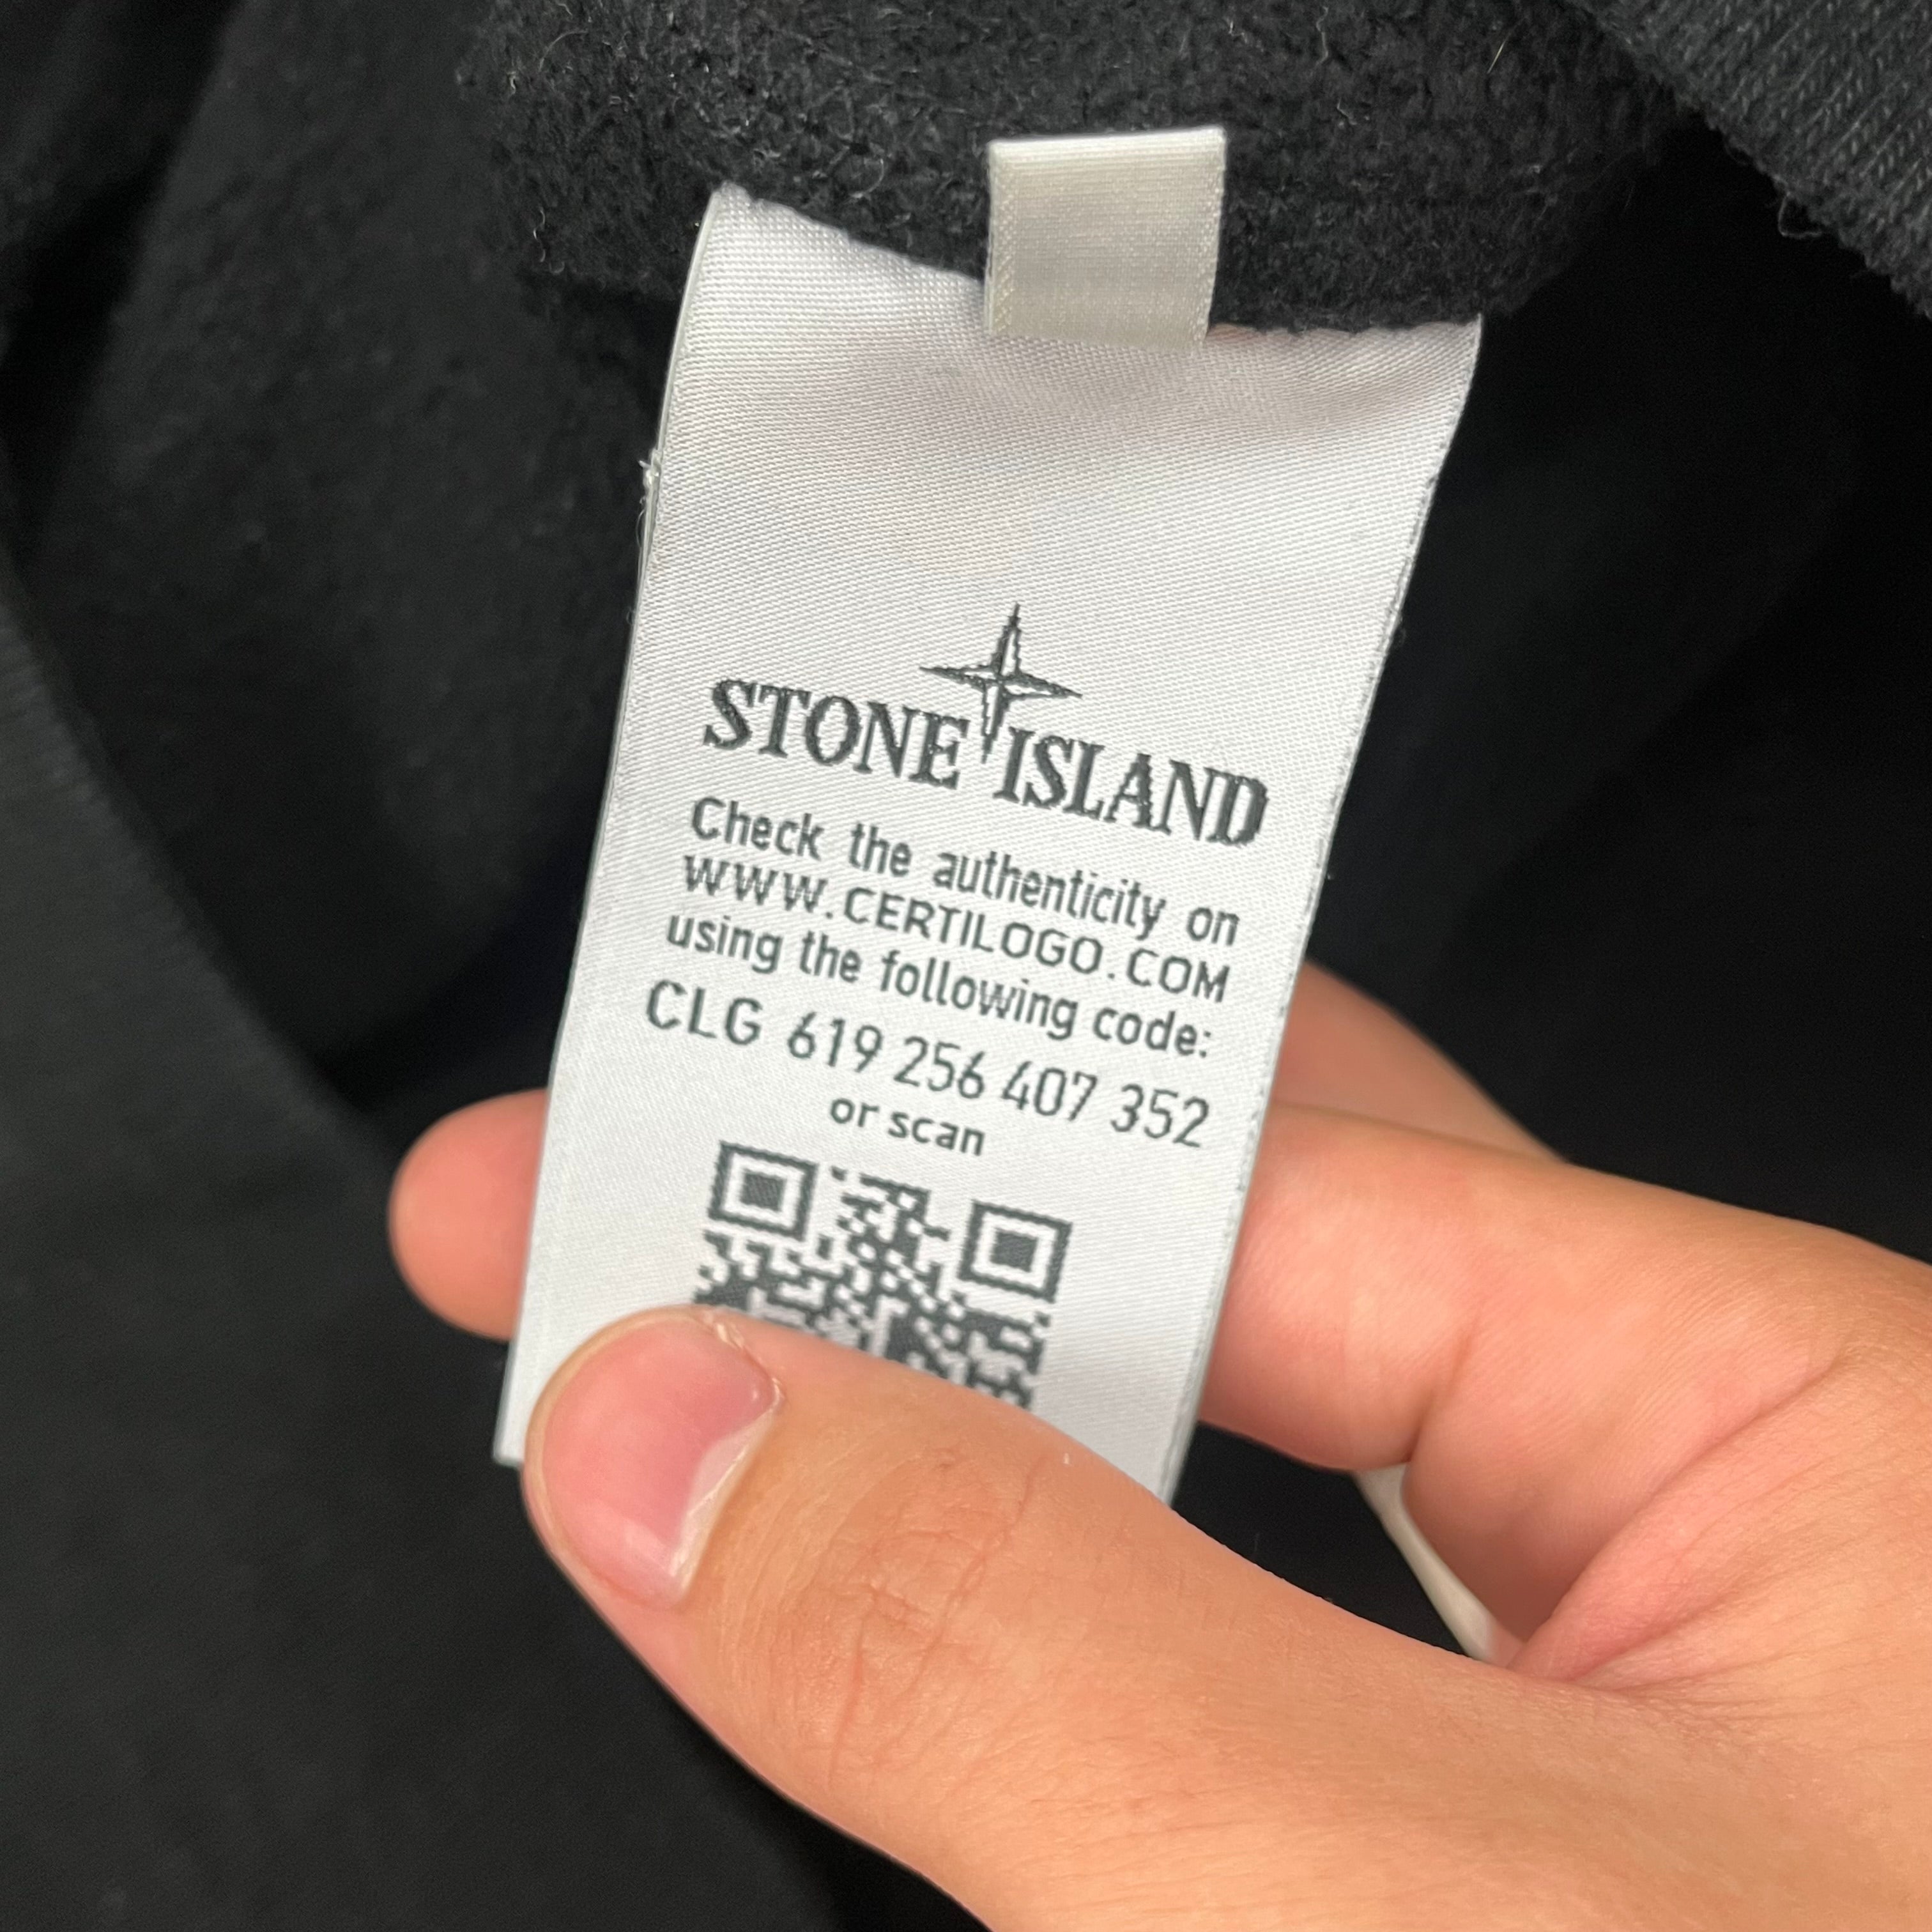 STONE ISLAND
Check the authenticity on
WWW.CERTILOGO.COM
using the following code:
CLG 619 256 407 352
or scan